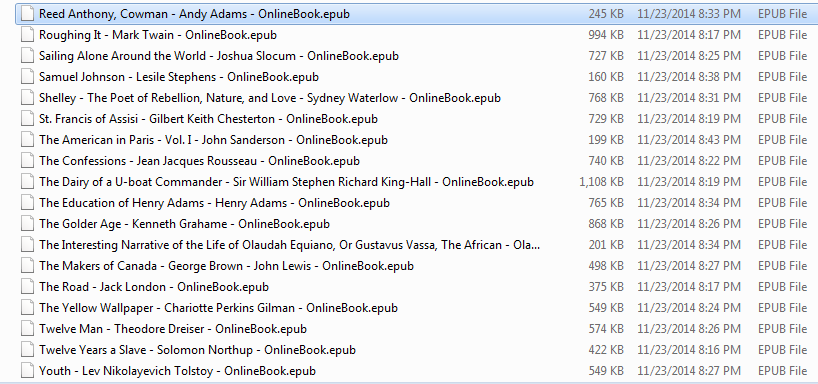 Reed Anthony, Cowman - Andy Adams - OnlineBook.epub 245 KB 11/23/2014 8:33 PM EPUB File
Roughing It - Mark Twain - OnlineBook.epub 994 KB 11/23/2014 8:17 PM EPUB File
Sailing Alone Around the World - Joshua Slocum - OnlineBook.epub 727 KB 11/23/2014 8:25 PM EPUB File
Samuel Johnson - Lesile Stephens - OnlineBook.epub 160 KB 11/23/2014 8:38 PM EPUB File
Shelley - The Poet of Rebellion, Nature, and Love - Sydney Waterlow - OnlineBook.epub 768 KB 11/23/2014 8:31 PM EPUB File
St. Francis of Assisi - Gilbert Keith Chesterton - OnlineBook.epub 729 KB 11/23/2014 8:19 PM EPUB File
The American in Paris - Vol. I - John Sanderson - OnlineBook.epub 199 KB 11/23/2014 8:43 PM EPUB File
The Confessions - Jean Jacques Rousseau - OnlineBook.epub 740 KB 11/23/2014 8:22 PM EPUB File
The Dairy of a U-boat Commander - Sir William Stephen Richard King-Hall - OnlineBook.epub 1,108 KB 11/23/2014 8:19 PM EPUB File
The Education of Henry Adams - Henry Adams - OnlineBook.epub 765 KB 11/23/2014 8:34 PM EPUB File
The Golder Age - Kenneth Grahame - OnlineBook.epub 868 KB 11/23/2014 8:26 PM EPUB File
The Interesting Narrative of the Life of Olaudah Equiano, Or Gustavus Vassa, The African - Ola... 201 KB 11/23/2014 8:34 PM EPUB File
The Makers of Canada - George Brown - John Lewis - OnlineBook.epub 498 KB 11/23/2014 8:27 PM EPUB File
The Road - Jack London - OnlineBook.epub 375 KB 11/23/2014 8:17 PM EPUB File
The Yellow Wallpaper - Chariotte Perkins Gilman - OnlineBook.epub 549 KB 11/23/2014 8:24 PM EPUB File
Twelve Man - Theodore Dreiser - OnlineBook.epub 574 KB 11/23/2014 8:26 PM EPUB File
Twelve Years a Slave - Solomon Northup - OnlineBook.epub 422 KB 11/23/2014 8:16 PM EPUB File
Youth - Lev Nikolayevich Tolstoy - OnlineBook.epub 549 KB 11/23/2014 8:27 PM EPUB File